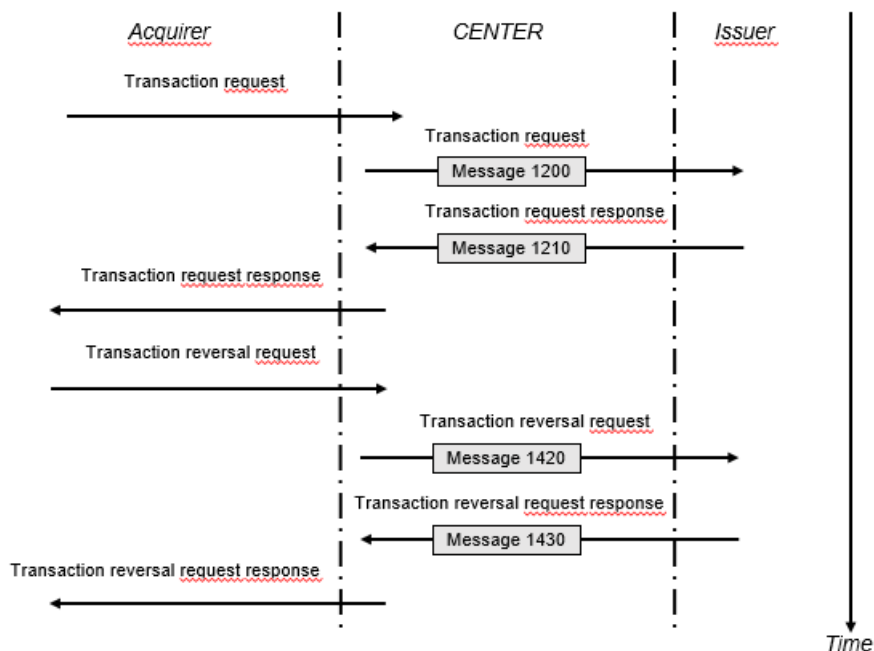 Acquirer
CENTER
Issuer
Transaction request
Transaction request
Message 1200
Transaction request response
Message 1210
Transaction request response
Transaction reversal request
Transaction reversal request
Message 1420
Transaction reversal request response
Message 1430
Transaction reversal request response
Time